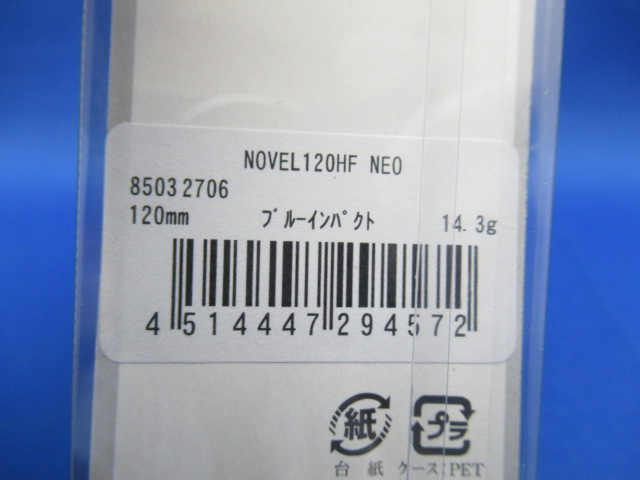 NOVEL120HF NEO
85032706
120mm ﾌﾞﾙｰｲﾝﾊﾟｸﾄ 14.3g
4 514447 294572
紙 プラ
台紙 ケース:PET